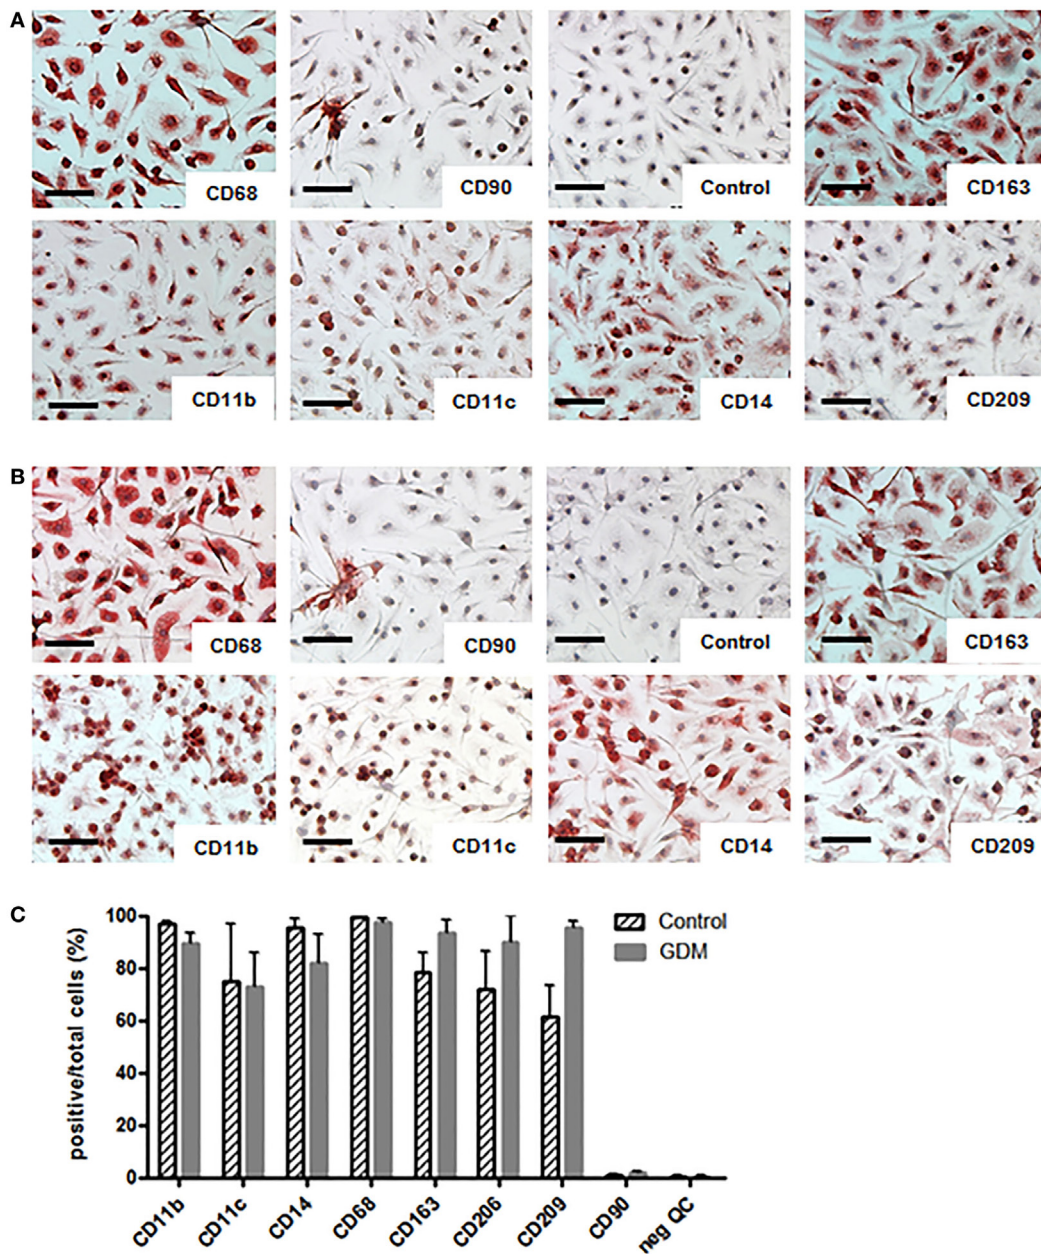 A
CD68
CD90
Control
CD163
CD11b
CD11c
CD14
CD209
B
CD68
CD90
Control
CD163
CD11b
CD11c
CD14
CD209
C
positive/total cells (%)
100
80
60
40
20
0
Control
GDM
CD11b
CD11c
CD14
CD68
CD163
CD206
CD209
CD90
neg QC